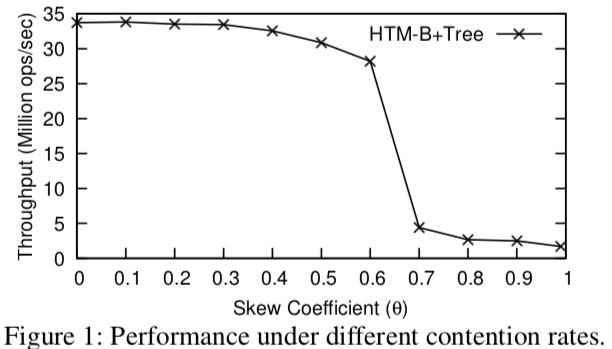 35
30
25
20
15
10
5
0
Throughput (Million ops/sec)
HTM-B+Tree
0 0.1 0.2 0.3 0.4 0.5 0.6 0.7 0.8 0.9 1
Skew Coefficient (θ)
Figure 1: Performance under different contention rates.